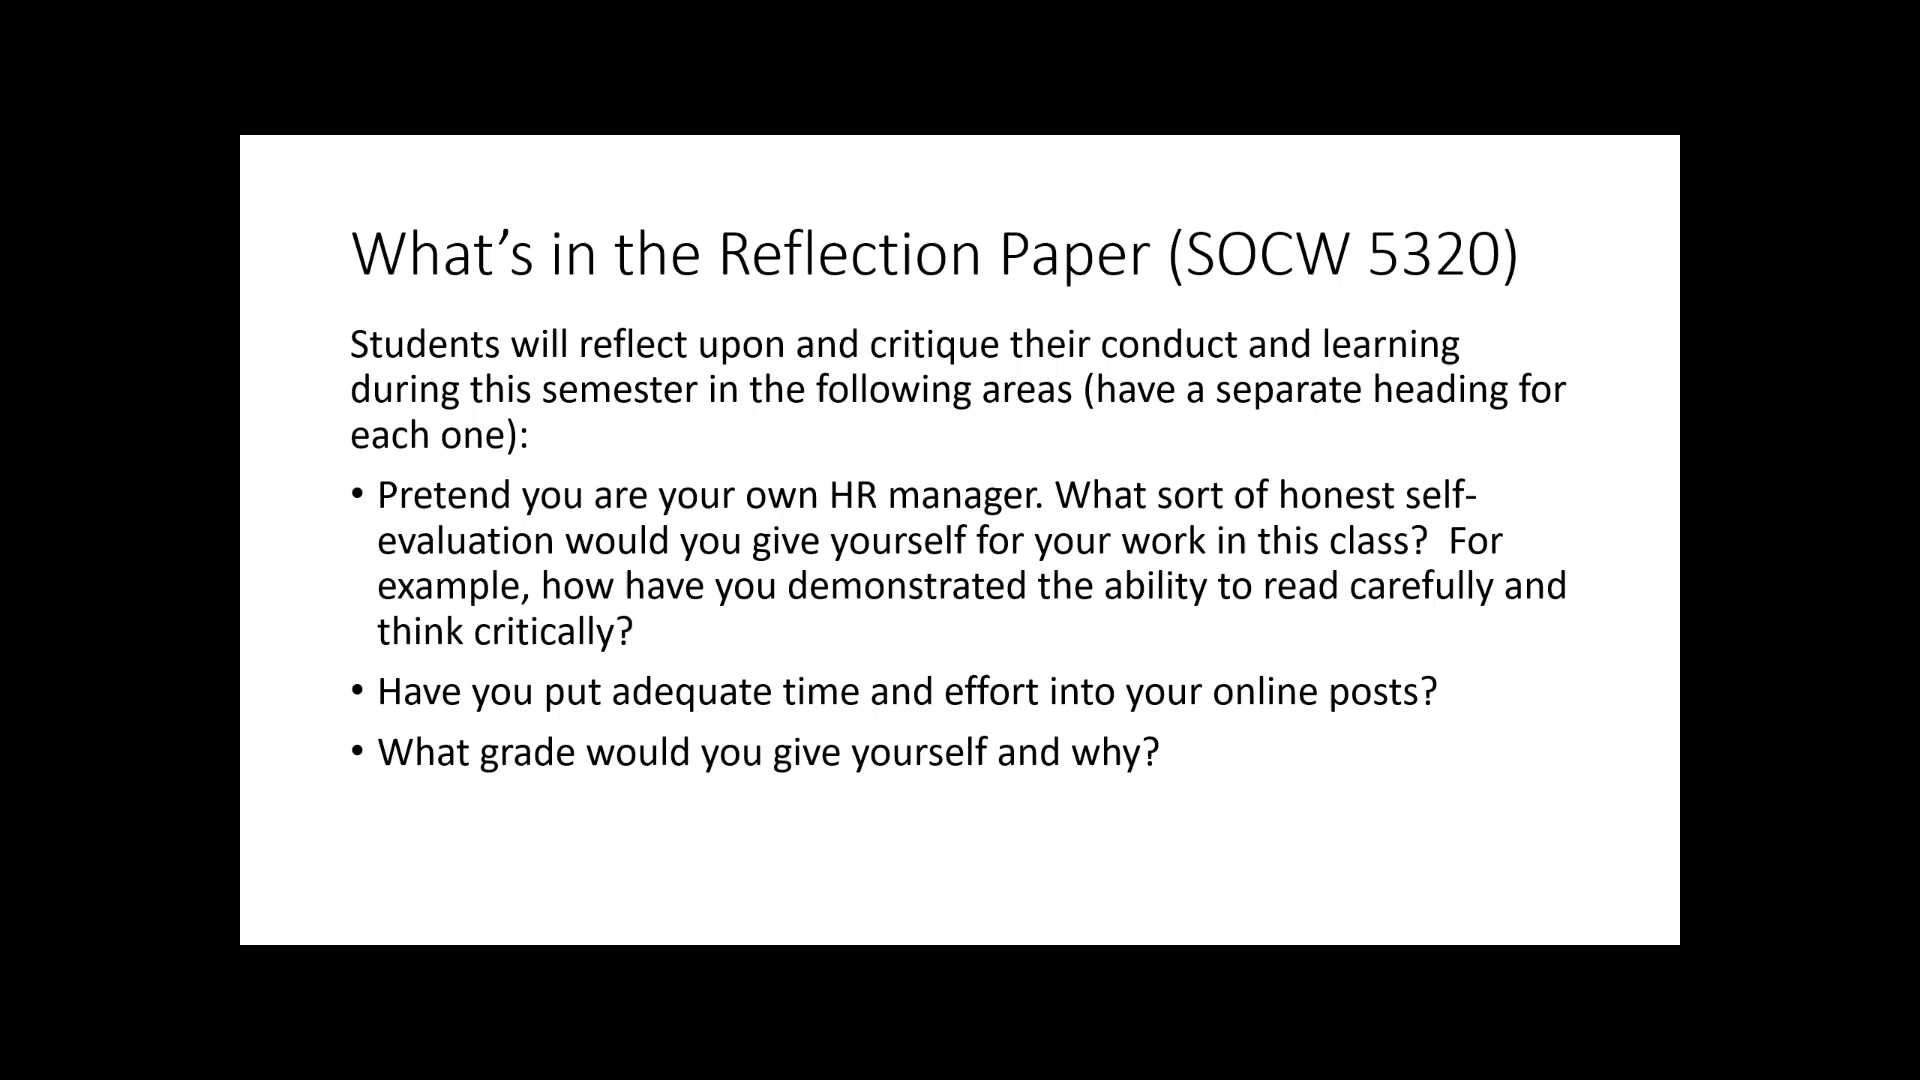 What’s in the Reflection Paper (SOCW 5320)
Students will reflect upon and critique their conduct and learning
during this semester in the following areas (have a separate heading for
each one):
• Pretend you are your own HR manager. What sort of honest self-
evaluation would you give yourself for your work in this class?  For
example, how have you demonstrated the ability to read carefully and
think critically?
• Have you put adequate time and effort into your online posts?
• What grade would you give yourself and why?